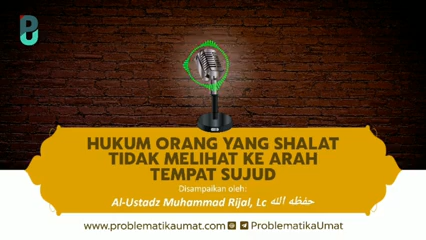 HUKUM ORANG YANG SHALAT
TIDAK MELIHAT KE ARAH
TEMPAT SUJUD
Disampaikan oleh:
Al-Ustadz Muhammad Rijal, Lc حفظه الله
www.problematikaumat.com ProblematikaUmat